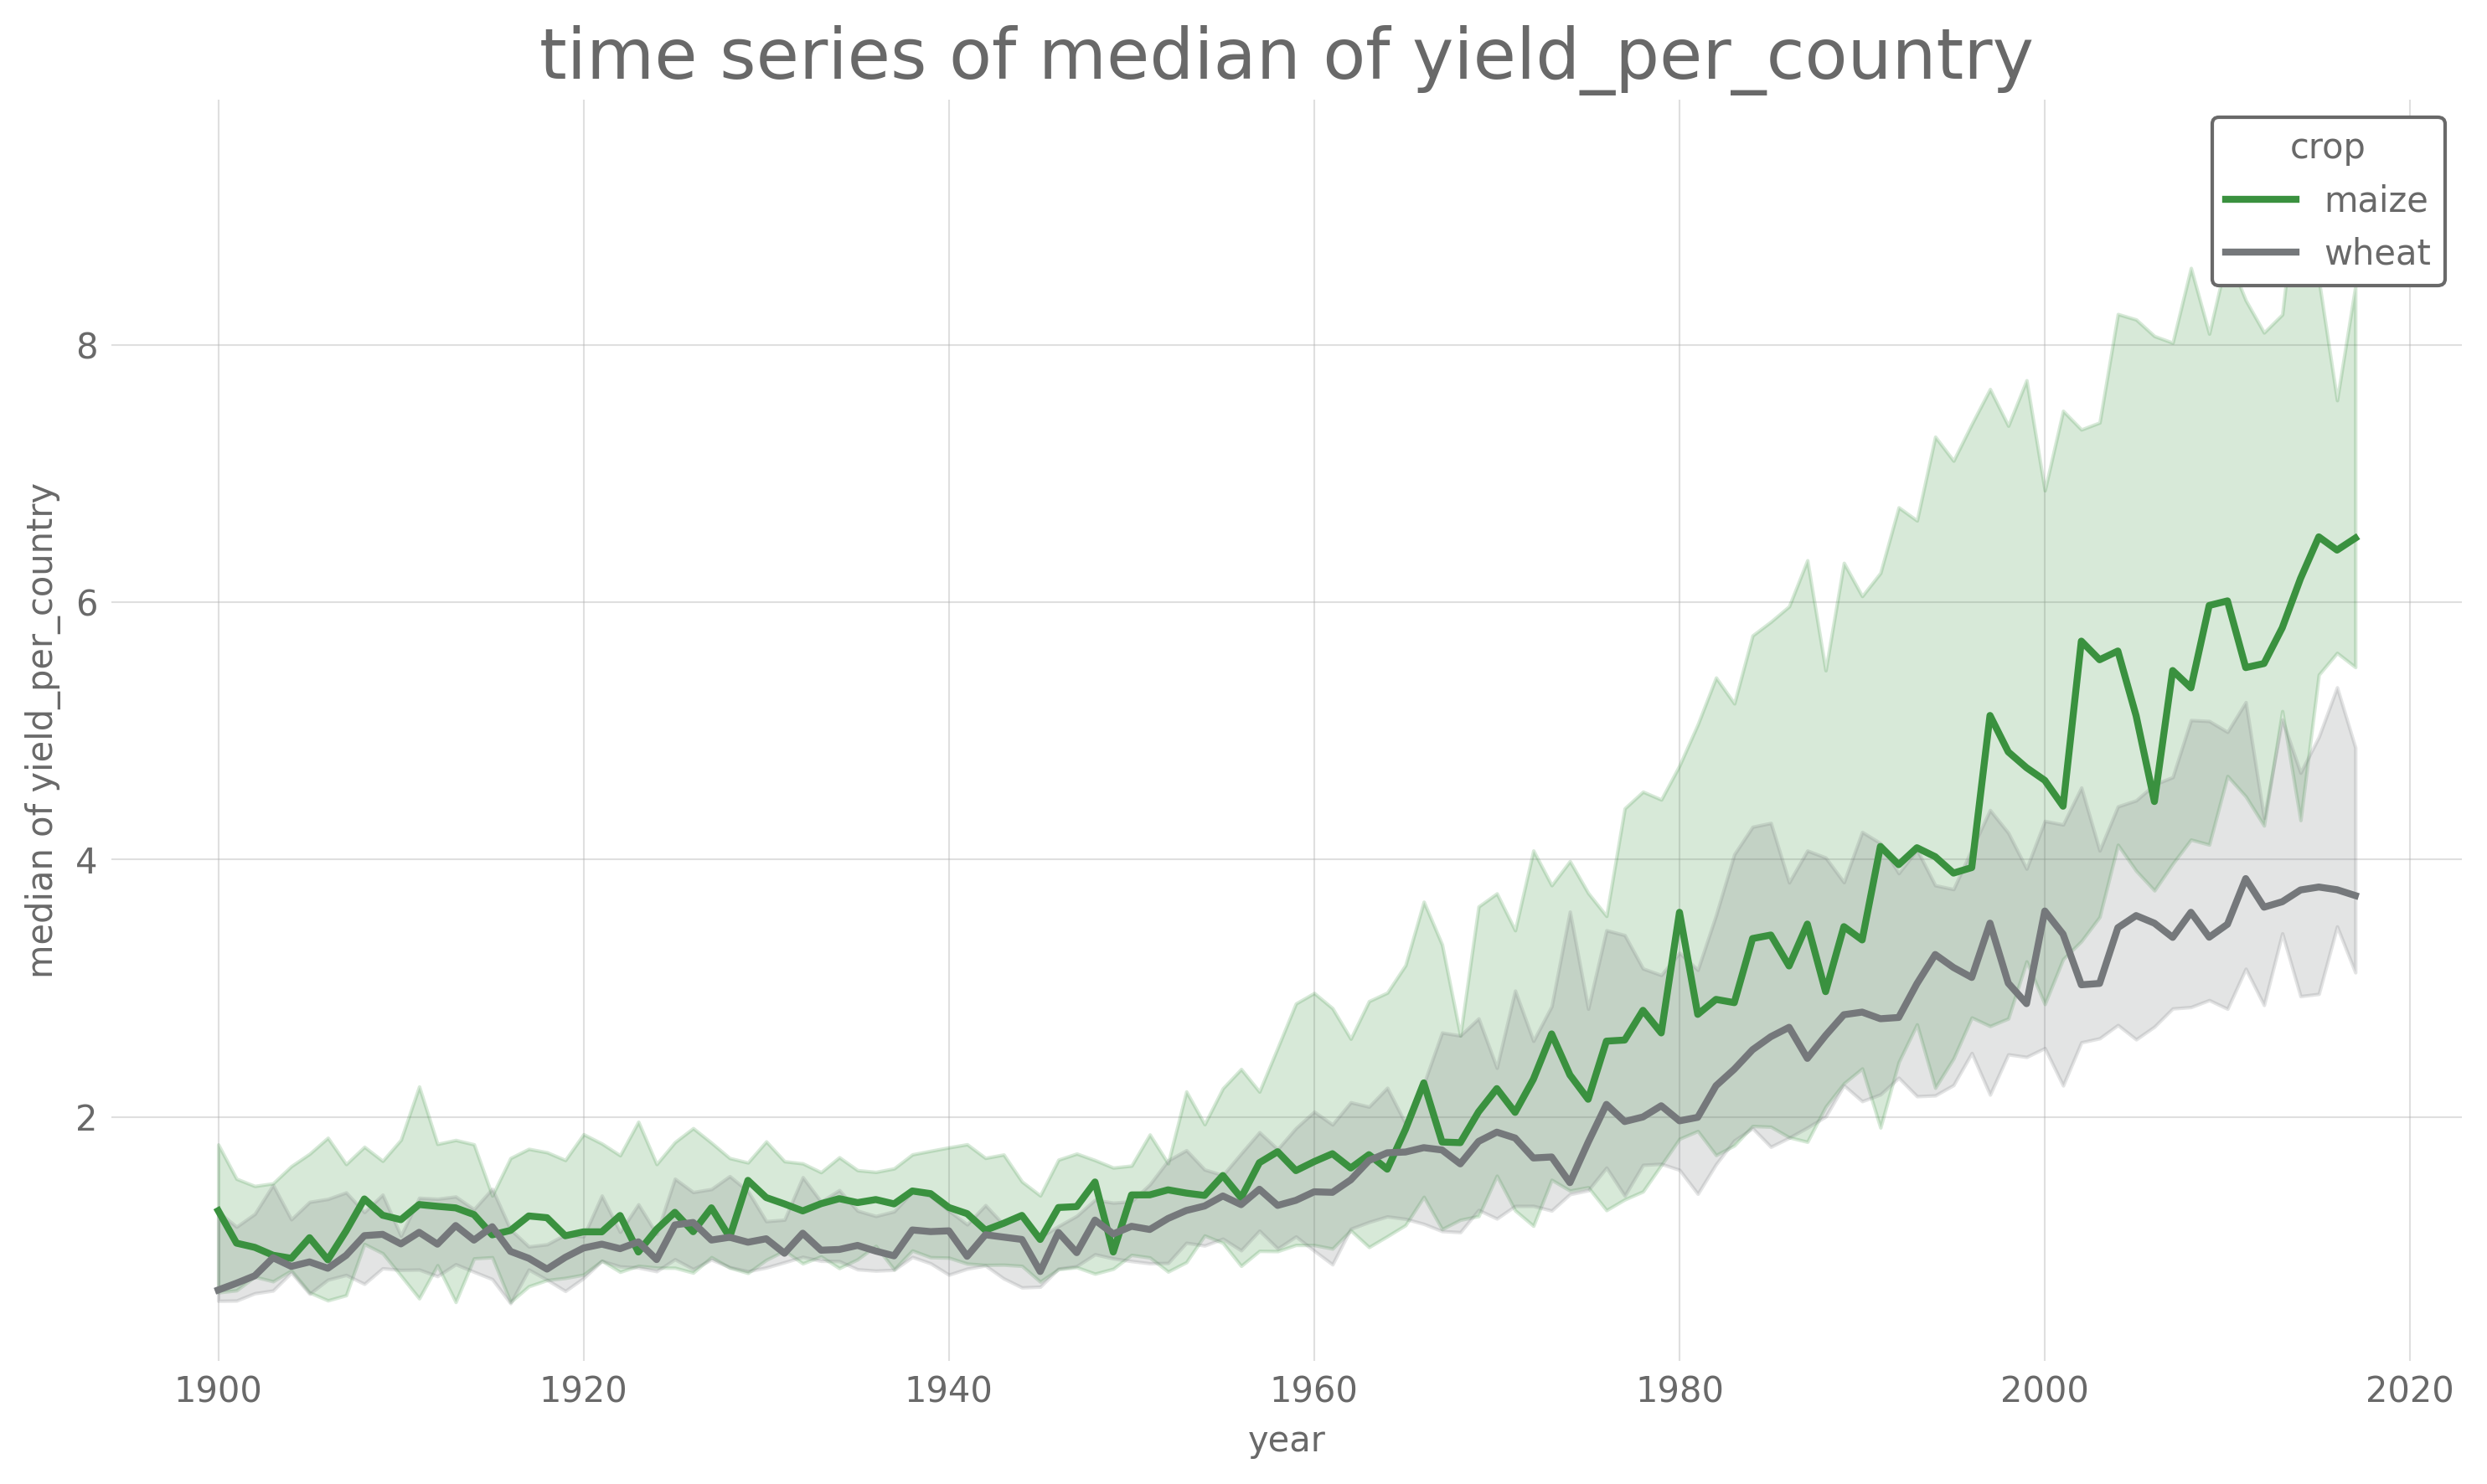 time series of median of yield_per_country
crop
maize
wheat
median of yield_per_country
8
6
4
2
1900 1920 1940 1960 1980 2000 2020
year